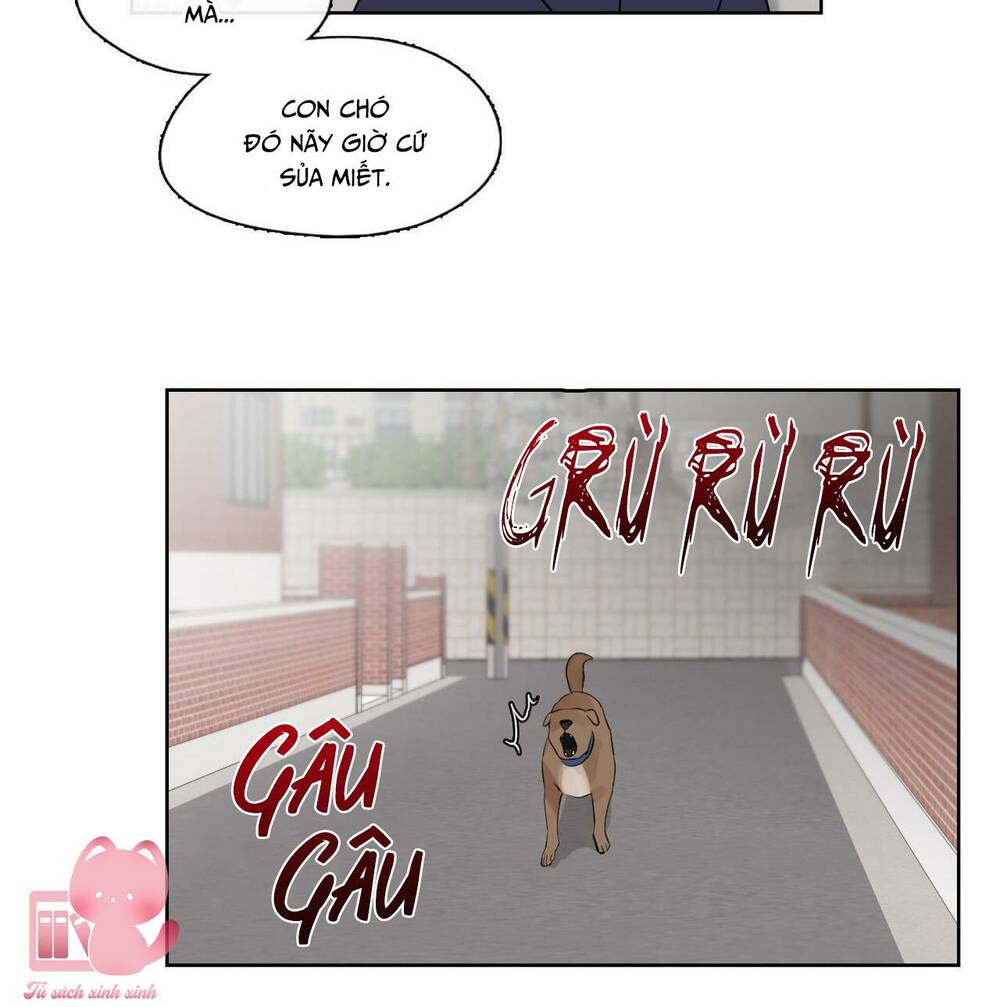 MÀ...
CON CHÓ
ĐÓ NÃY GIỜ CỨ
SỦA MIẾT.
GRỪ RỪ RỪ
GÂU
GÂU
Tủ sách xinh xinh